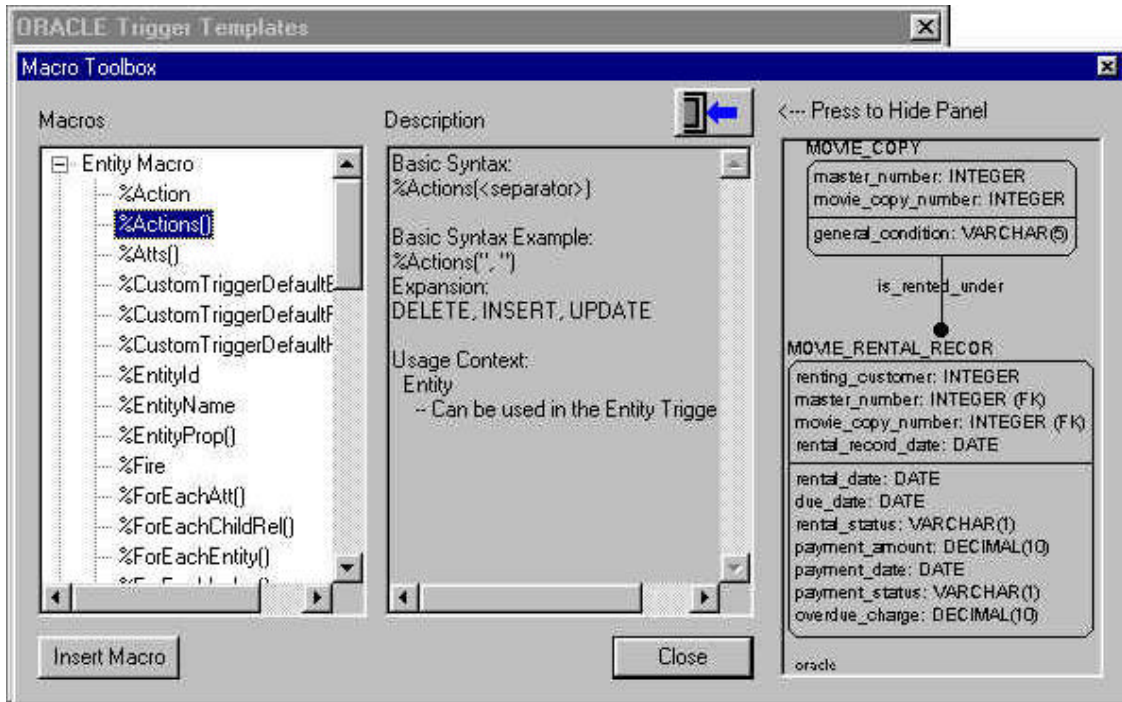 ORACLE Trigger Templates
Macro Toolbox
Macros
Entity Macro
%Action
%Actions()
%Atts()
%CustomTriggerDefault
%CustomTriggerDefault
%CustomTriggerDefault
%EntityId
%EntityName
%EntityProp()
%Fire
%ForEachAtt()
%ForEachChildRel()
%ForEachEntity()
Insert Macro
Description
Basic Syntax:
%Actions(<separator>)
Basic Syntax Example:
%Actions(", ")
Expansion:
DELETE, INSERT, UPDATE
Usage Context:
Entity
-- Can be used in the Entity Trigge
Close
<--- Press to Hide Panel
MOVIE_COPY
master_number: INTEGER
movie_copy_number: INTEGER
general_condition: VARCHAR(5)
is_rented_under
MOVIE_RENTAL_RECOR
renting_customer: INTEGER
master_number: INTEGER (FK)
movie_copy_number: INTEGER (FK)
rental_record_date: DATE
rental_date: DATE
due_date: DATE
rental_status: VARCHAR(1)
payment_amount: DECIMAL(10)
payment_date: DATE
payment_status: VARCHAR(1)
overdue_charge: DECIMAL(10)
oracle